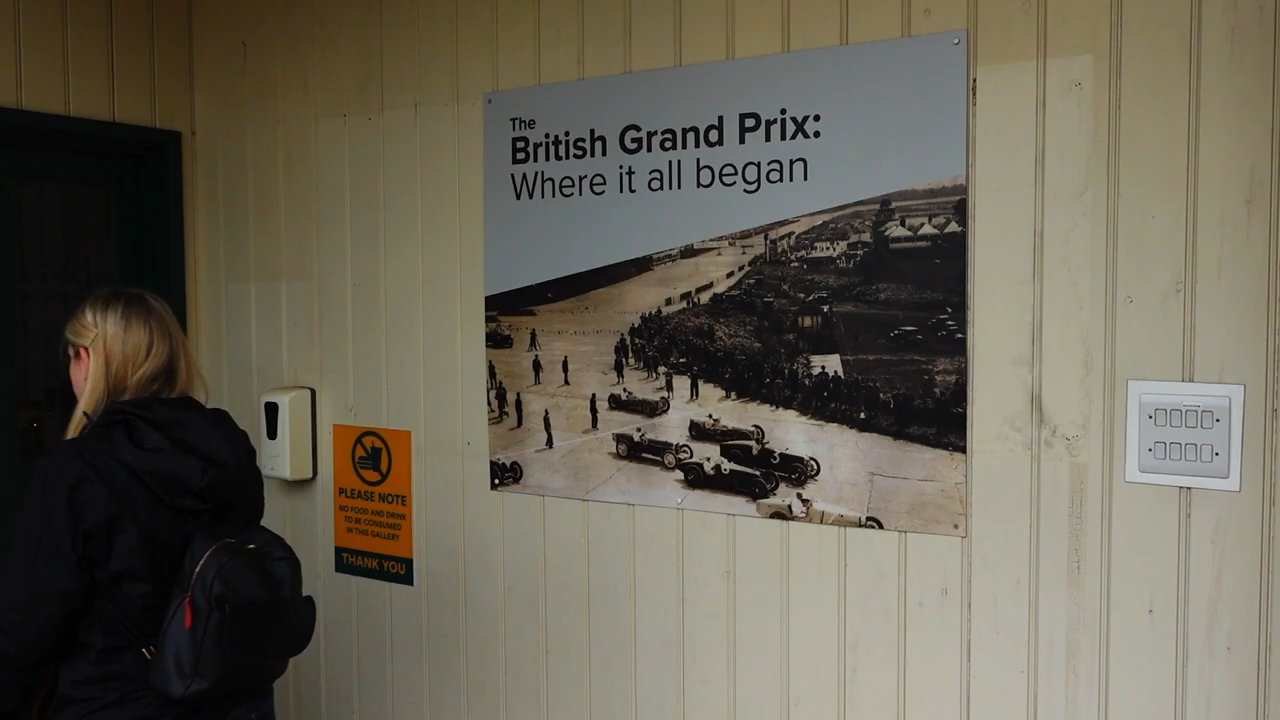 The
British Grand Prix:
Where it all began
PLEASE NOTE
NO FOOD AND DRINK
TO BE CONSUMED
IN THIS GALLERY
THANK YOU